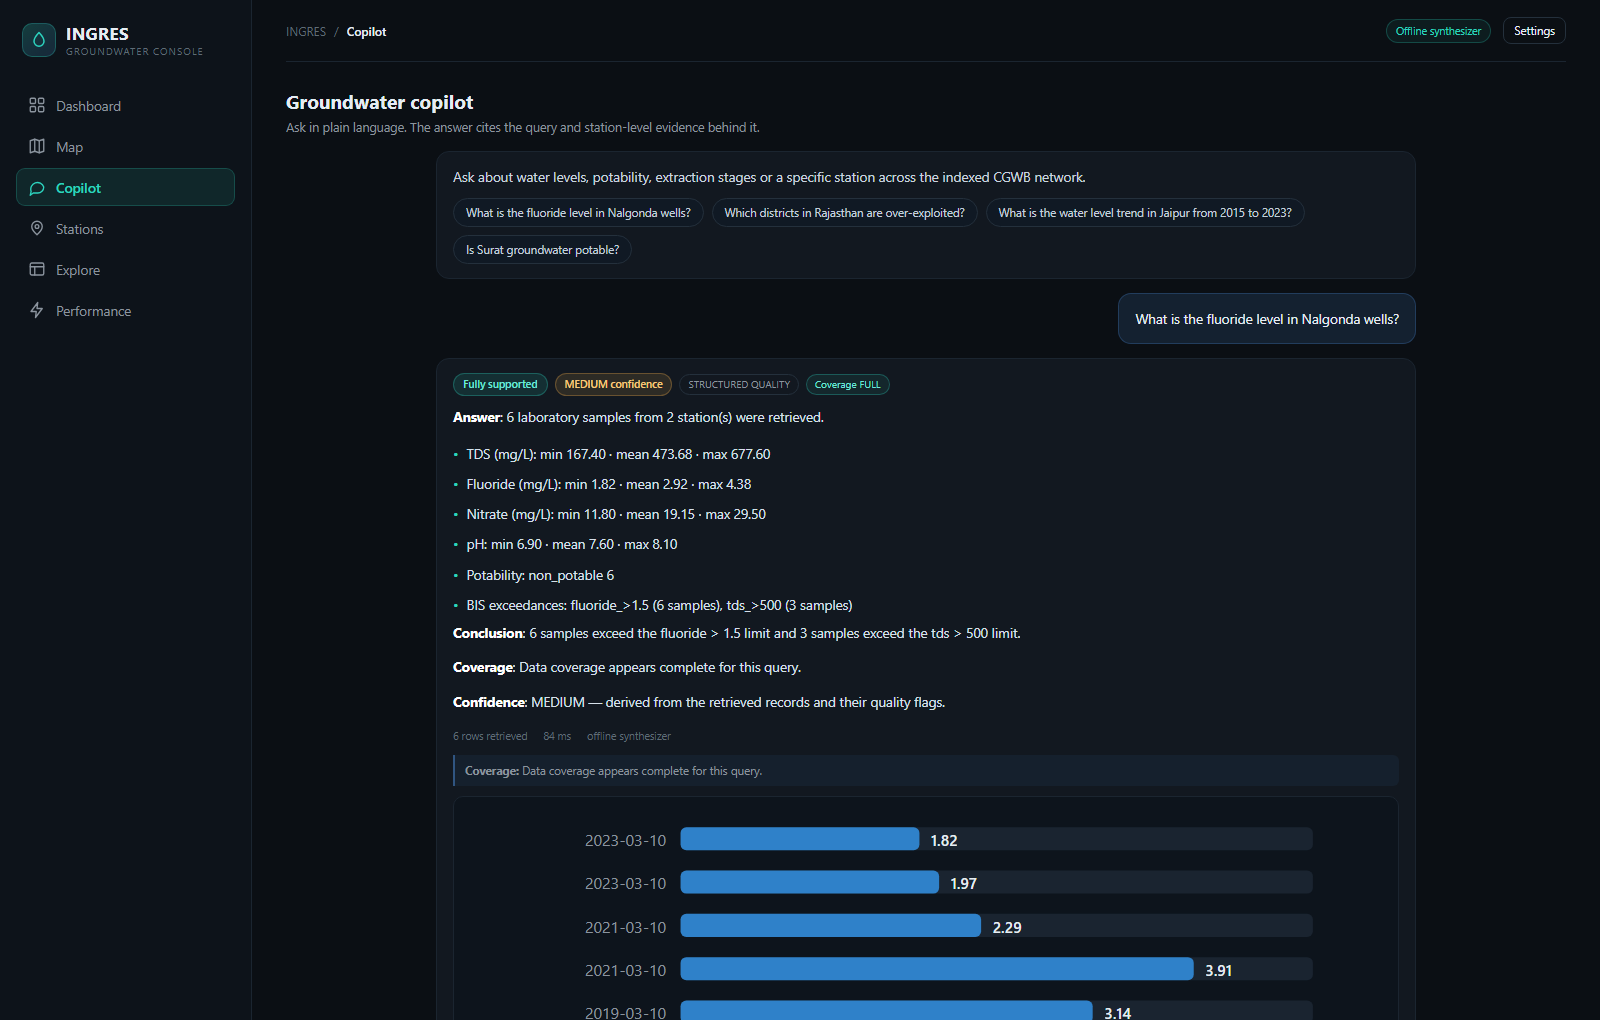 INGRES
GROUNDWATER CONSOLE
Dashboard
Map
Copilot
Stations
Explore
Performance
INGRES / Copilot
Offline synthesizer
Settings
Groundwater copilot
Ask in plain language. The answer cites the query and station-level evidence behind it.
Ask about water levels, potability, extraction stages or a specific station across the indexed CGWB network.
What is the fluoride level in Nalgonda wells?
Which districts in Rajasthan are over-exploited?
What is the water level trend in Jaipur from 2015 to 2023?
Is Surat groundwater potable?
What is the fluoride level in Nalgonda wells?
Fully supported
MEDIUM confidence
STRUCTURED QUALITY
Coverage FULL
Answer: 6 laboratory samples from 2 station(s) were retrieved.
• TDS (mg/L): min 167.40 · mean 473.68 · max 677.60
• Fluoride (mg/L): min 1.82 · mean 2.92 · max 4.38
• Nitrate (mg/L): min 11.80 · mean 19.15 · max 29.50
• pH: min 6.90 · mean 7.60 · max 8.10
• Potability: non_potable 6
• BIS exceedances: fluoride_>1.5 (6 samples), tds_>500 (3 samples)
Conclusion: 6 samples exceed the fluoride > 1.5 limit and 3 samples exceed the tds > 500 limit.
Coverage: Data coverage appears complete for this query.
Confidence: MEDIUM — derived from the retrieved records and their quality flags.
6 rows retrieved 84 ms offline synthesizer
Coverage: Data coverage appears complete for this query.
2023-03-10 1.82
2023-03-10 1.97
2021-03-10 2.29
2021-03-10 3.91
2019-03-10 3.14